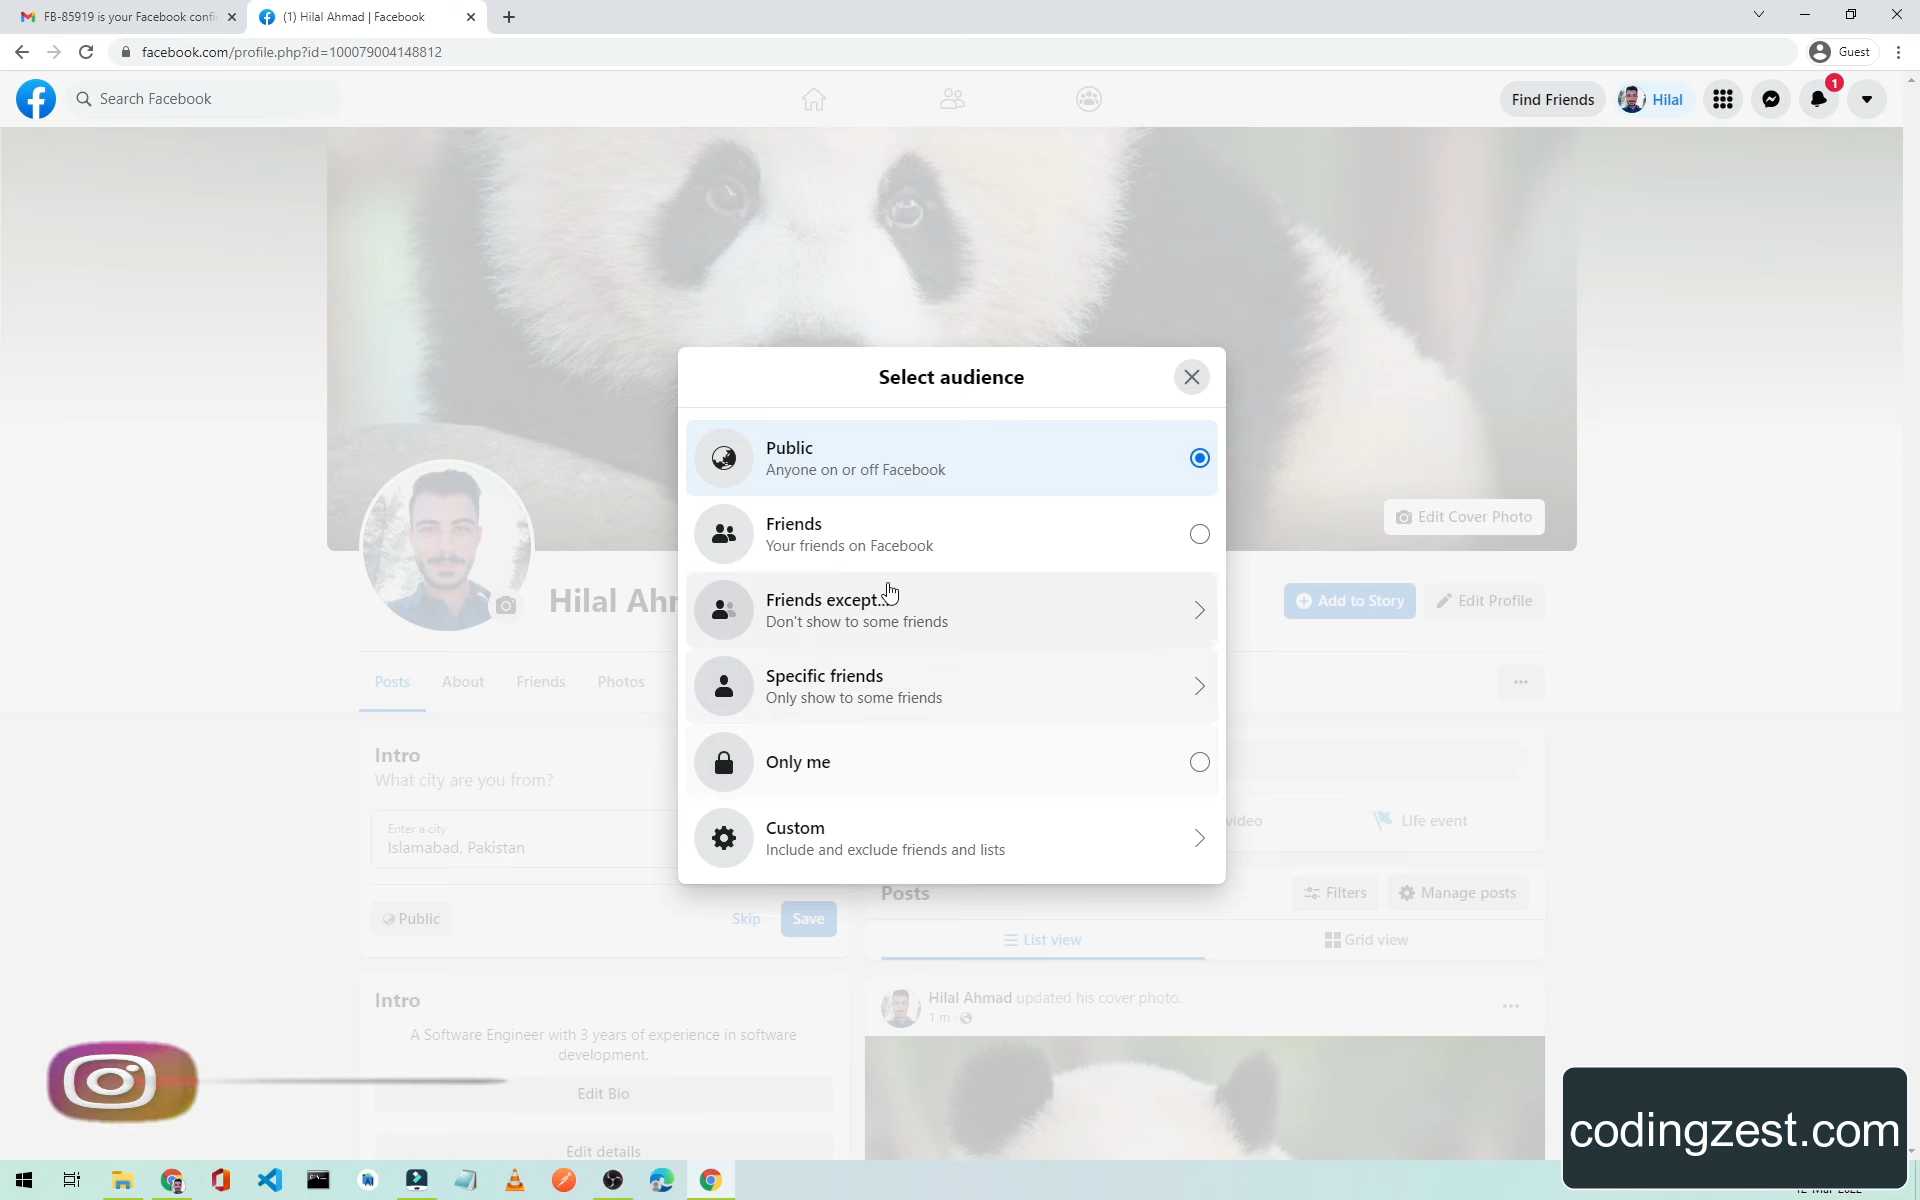 FB-85919 is your Facebook confi
(1) Hilal Ahmad | Facebook
facebook.com/profile.php?id=100079004148812
Guest
Search Facebook
Find Friends
Hilal
1
Select audience
Public
Anyone on or off Facebook
Friends
Your friends on Facebook
Friends except...
Don't show to some friends
Specific friends
Only show to some friends
Only me
Custom
Include and exclude friends and lists
Edit Cover Photo
Hilal Ahm
Add to Story
Edit Profile
Posts
About
Friends
Photos
Intro
What city are you from?
Enter a city
Islamabad, Pakistan
Public
Skip
Save
video
Life event
Posts
Filters
Manage posts
List view
Grid view
Intro
A Software Engineer with 3 years of experience in software
development.
Edit Bio
Edit details
Hilal Ahmad updated his cover photo.
1 m
codingzest.com